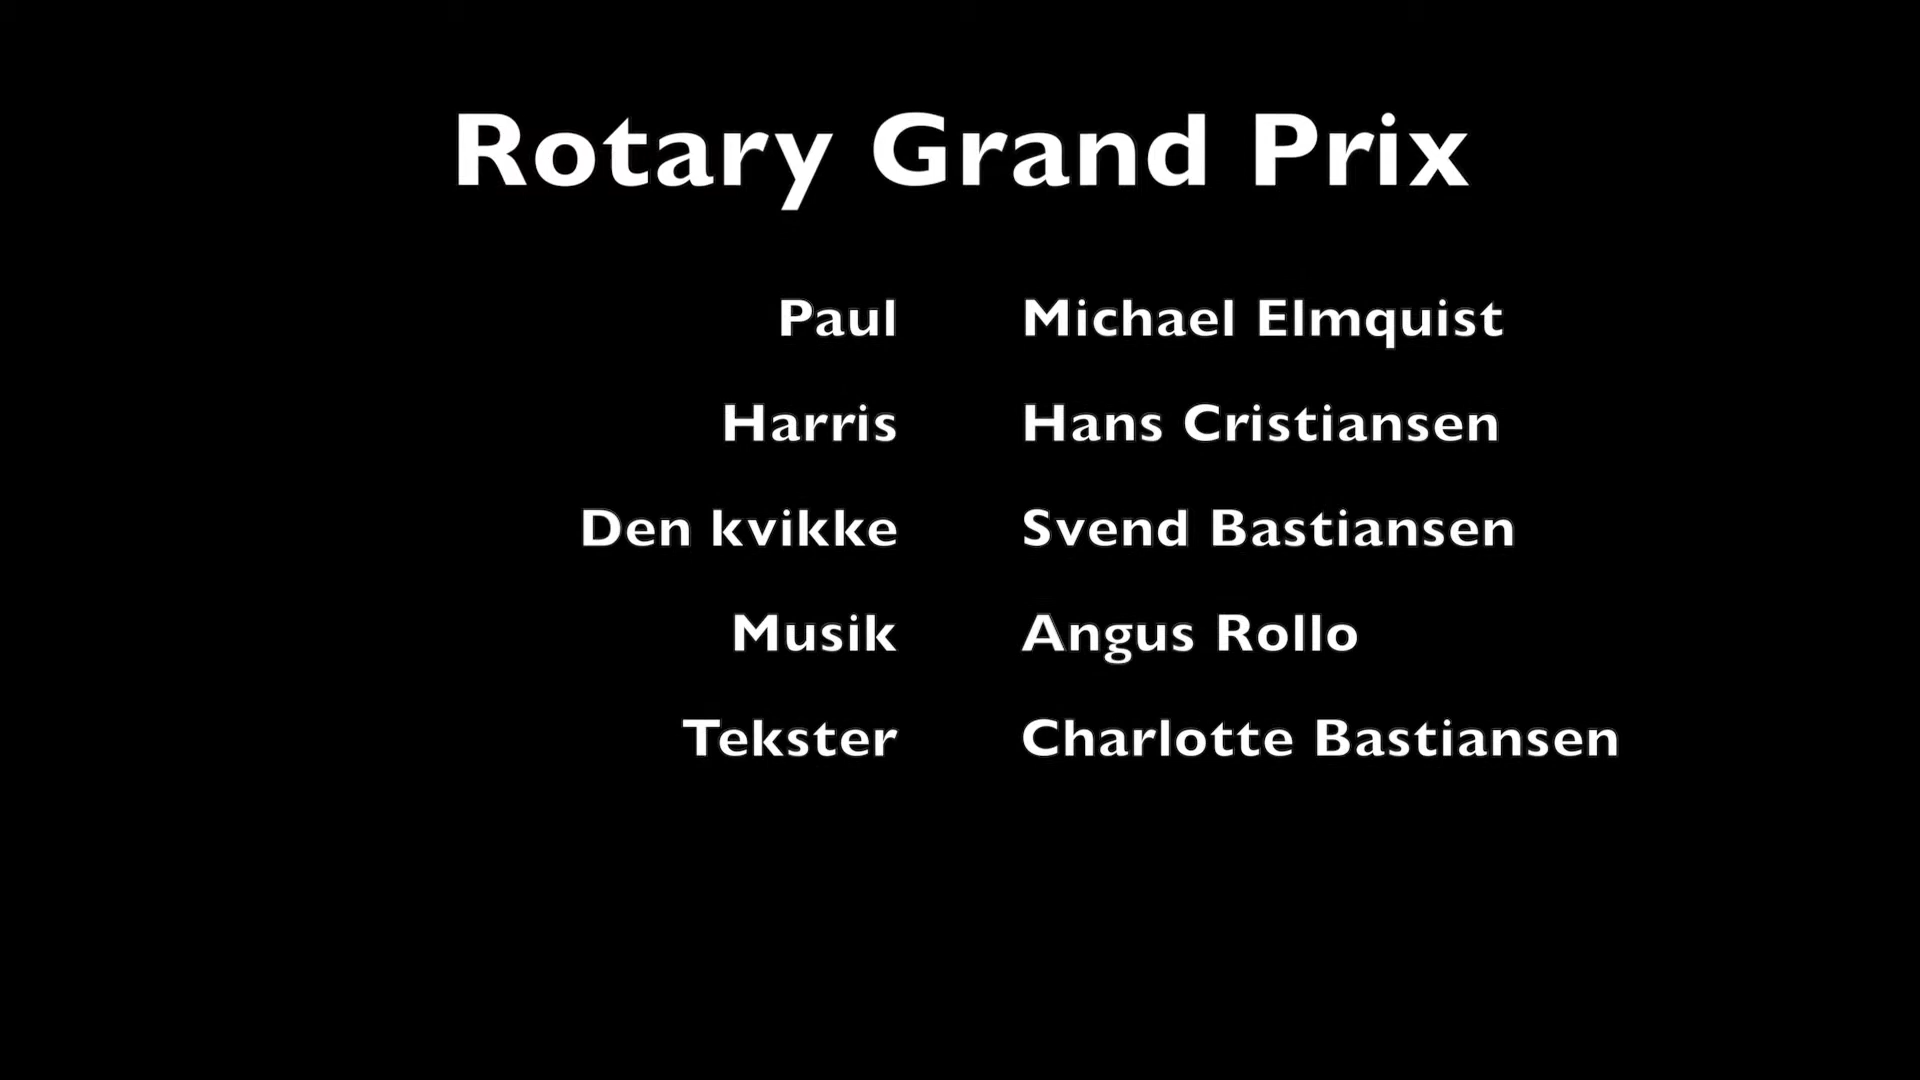 Rotary Grand Prix
Paul Michael Elmquist
Harris Hans Cristiansen
Den kvikke Svend Bastiansen
Musik Angus Rollo
Tekster Charlotte Bastiansen